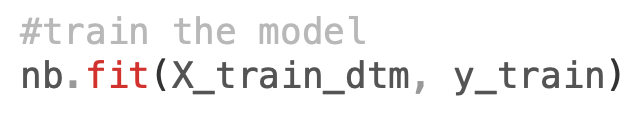 #train the model
nb.fit(X_train_dtm, y_train)